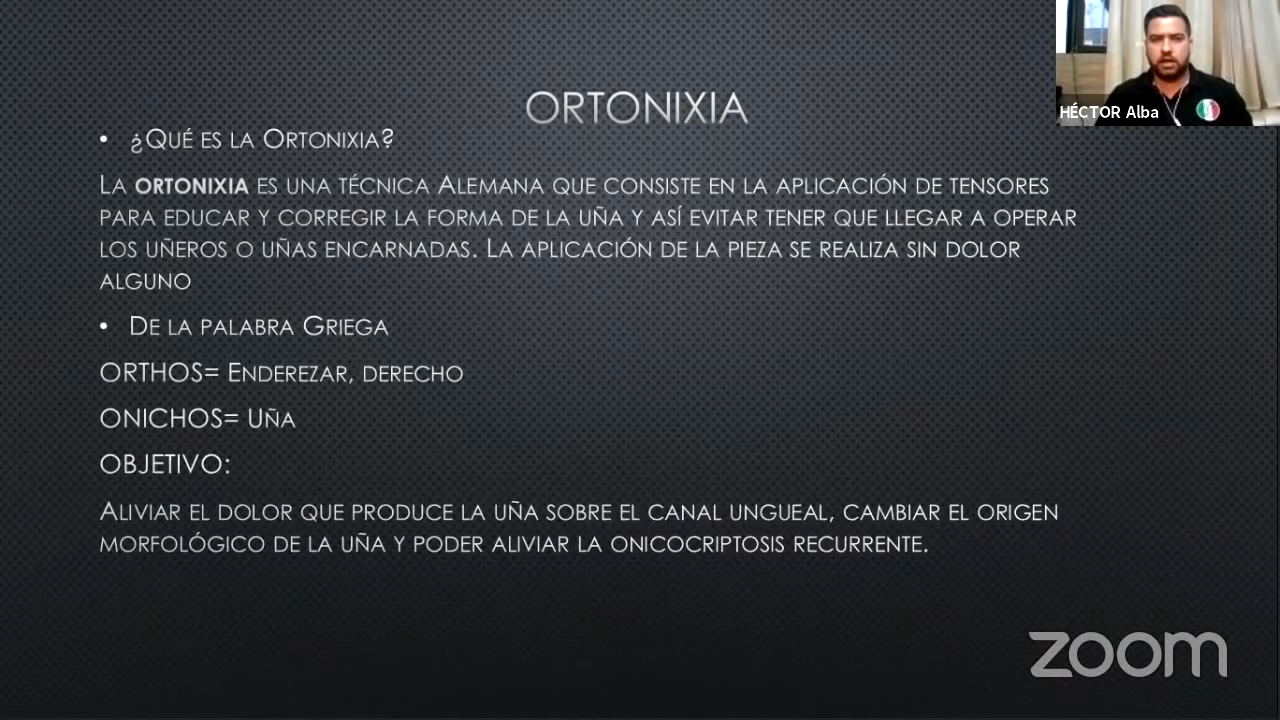 ORTONIXIA
HÉCTOR Alba
• ¿QUÉ ES LA ORTONIXIA?
LA ORTONIXIA ES UNA TÉCNICA ALEMANA QUE CONSISTE EN LA APLICACIÓN DE TENSORES
PARA EDUCAR Y CORREGIR LA FORMA DE LA UÑA Y ASÍ EVITAR TENER QUE LLEGAR A OPERAR
LOS UÑEROS O UÑAS ENCARNADAS. LA APLICACIÓN DE LA PIEZA SE REALIZA SIN DOLOR
ALGUNO
• DE LA PALABRA GRIEGA
ORTHOS= ENDEREZAR, DERECHO
ONICHOS= UÑA
OBJETIVO:
ALIVIAR EL DOLOR QUE PRODUCE LA UÑA SOBRE EL CANAL UNGUEAL, CAMBIAR EL ORIGEN
MORFOLÓGICO DE LA UÑA Y PODER ALIVIAR LA ONICOCRIPTOSIS RECURRENTE.
zoom